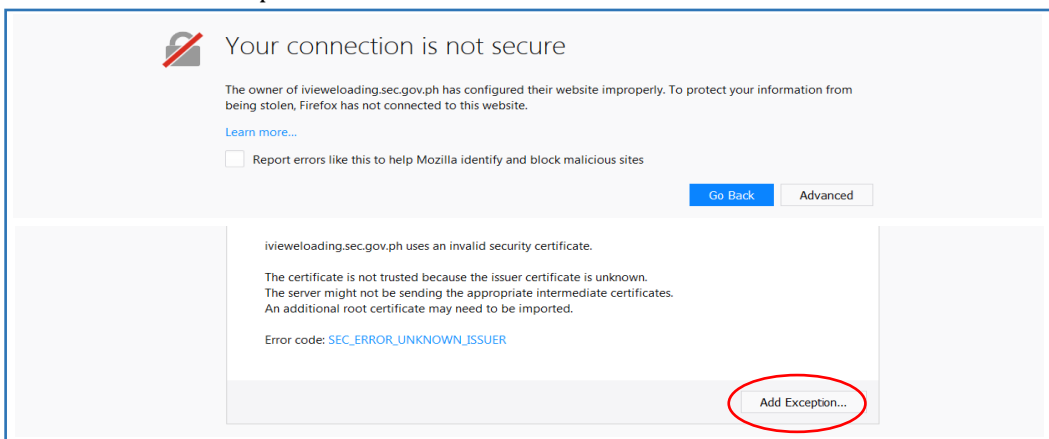 Your connection is not secure
The owner of ivieweloading.sec.gov.ph has configured their website improperly. To protect your information from
being stolen, Firefox has not connected to this website.
Learn more...
Report errors like this to help Mozilla identify and block malicious sites
Go Back
Advanced
ivieweloading.sec.gov.ph uses an invalid security certificate.
The certificate is not trusted because the issuer certificate is unknown.
The server might not be sending the appropriate intermediate certificates.
An additional root certificate may need to be imported.
Error code: SEC_ERROR_UNKNOWN_ISSUER
Add Exception...